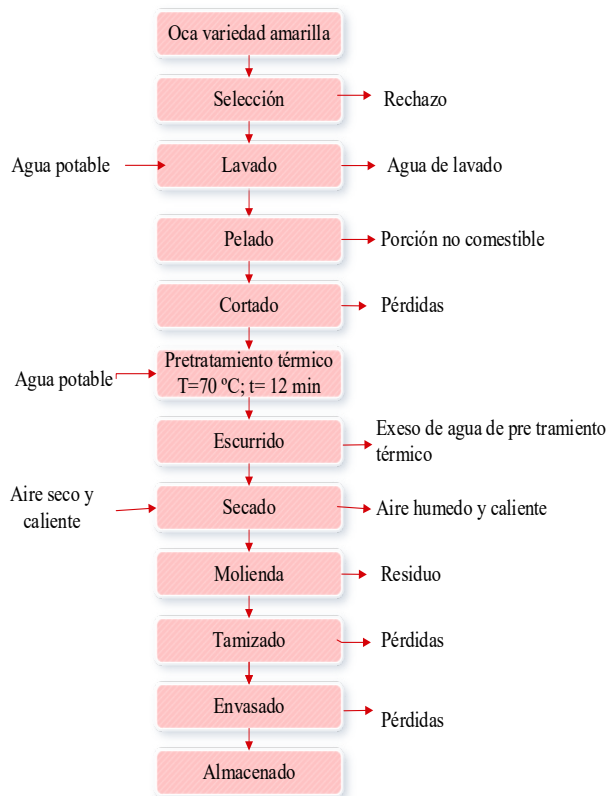 Oca variedad amarilla
Selección
Rechazo
Agua potable
Lavado
Agua de lavado
Pelado
Porción no comestible
Cortado
Pérdidas
Agua potable
Pretratamiento térmico
T=70 ºC; t= 12 min
Escurrido
Exeso de agua de pre tramiento
térmico
Aire seco y
caliente
Secado
Aire humedo y caliente
Molienda
Residuo
Tamizado
Pérdidas
Envasado
Pérdidas
Almacenado